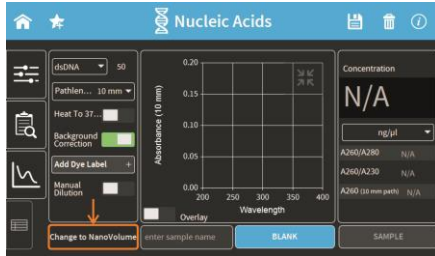 Nucleic Acids
dsDNA 50
Pathlen... 10 mm
Heat To 37...
Background
Correction
Add Dye Label +
Manual
Dilution
Change to NanoVolume
Absorbance (10 mm)
0.20
0.15
0.10
0.05
0.00
200 250 300 350 400
Wavelength
Overlay
enter sample name
BLANK
Concentration
N/A
ng/µl
A260/A280 N/A
A260/A230 N/A
A260 (10 mm path) N/A
SAMPLE